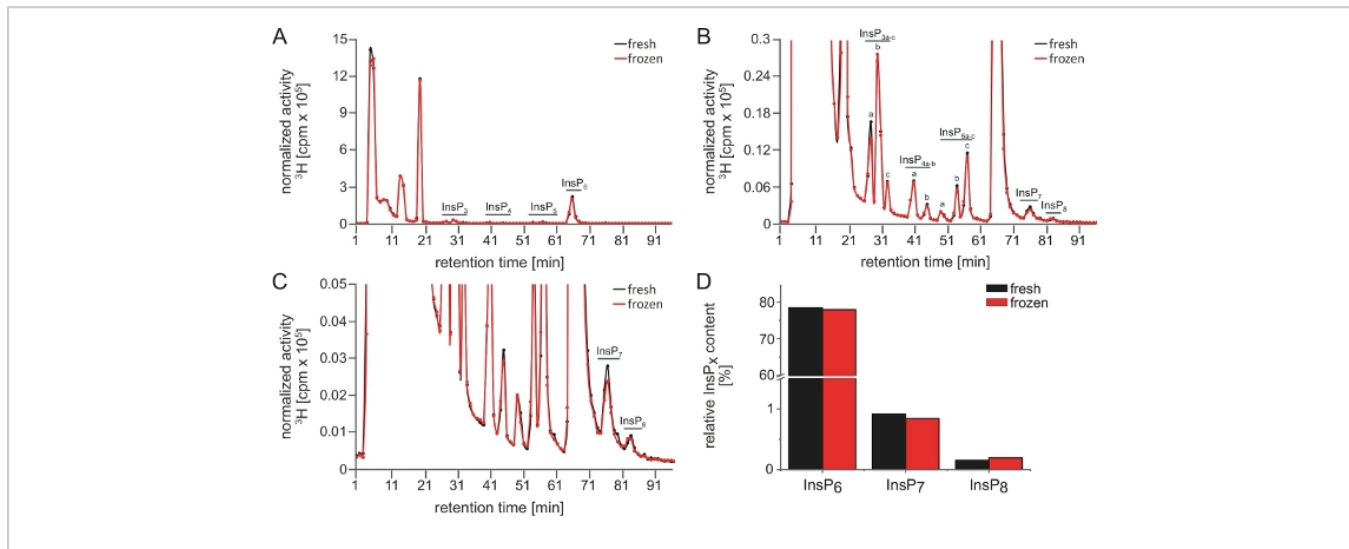 A
fresh
frozen
15
12
9
6
3
0
normalized activity
³H [cpm x 10⁵]
InsP₃
InsP₄
InsP₅
InsP₆
1 11 21 31 41 51 61 71 81 91
retention time [min]
B
fresh
frozen
0.3
0.24
0.18
0.12
0.06
0
normalized activity
³H [cpm x 10⁵]
InsP₃ₐ₋c
b
a
c
InsP₄ₐ₋b
a
b
InsP₅ₐ₋c
a
b
c
InsP₇
InsP₈
1 11 21 31 41 51 61 71 81 91
retention time [min]
C
fresh
frozen
0.05
0.04
0.03
0.02
0.01
0
normalized activity
³H [cpm x 10⁵]
InsP₇
InsP₈
1 11 21 31 41 51 61 71 81 91
retention time [min]
D
fresh
frozen
80
70
60
1
0
relative InsPₓ content
[%]
InsP₆ InsP₇ InsP₈